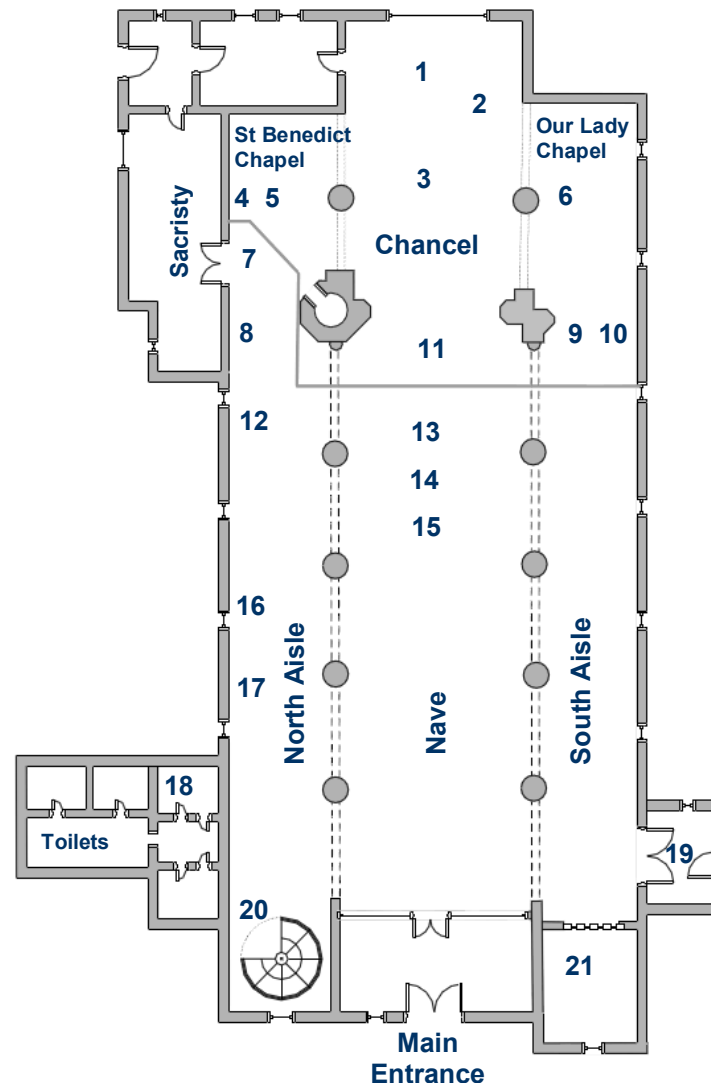 1
2
St Benedict
Chapel
Our Lady
Chapel
3
4 5
6
Sacristy
Chancel
7
8
11
9 10
12
13
14
15
16
17
North Aisle
Nave
South Aisle
18
Toilets
19
20
21
Main
Entrance